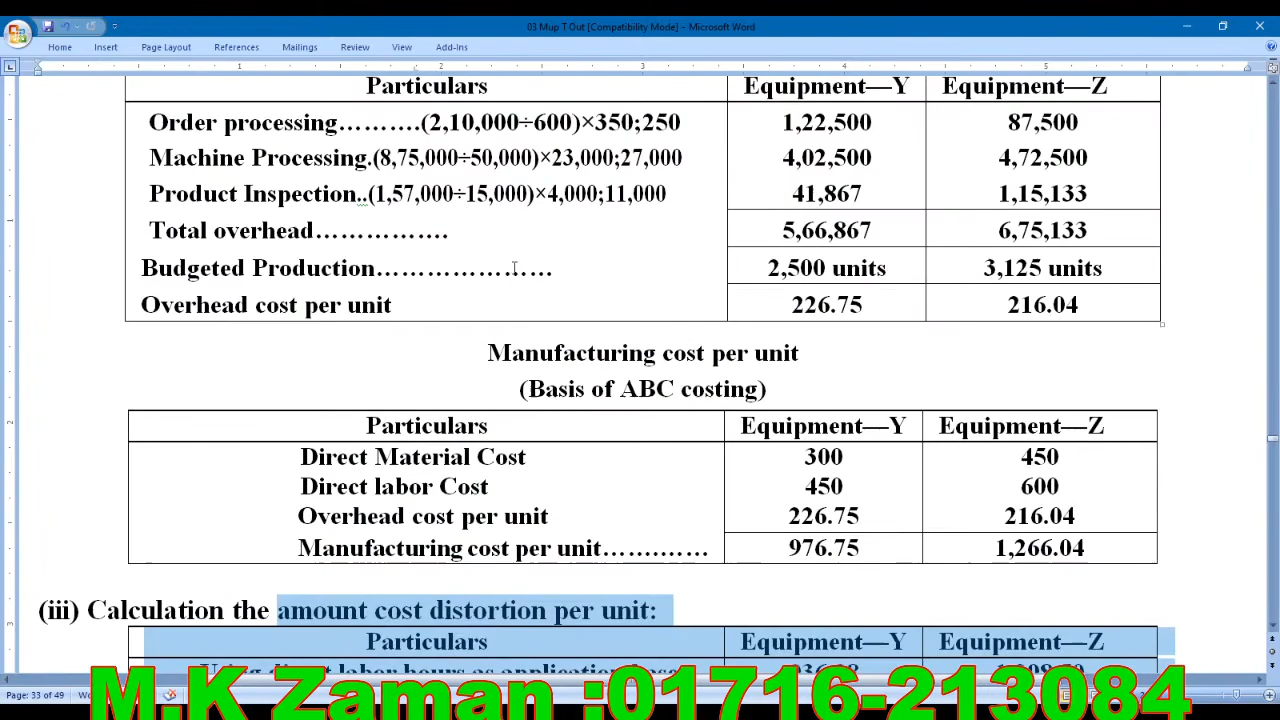 03 Mup T Out [Compatibility Mode] - Microsoft Word
Home Insert Page Layout References Mailings Review View Add-Ins
Particulars Equipment—Y Equipment—Z
Order processing……….(2,10,000÷600)×350;250 1,22,500 87,500
Machine Processing.(8,75,000÷50,000)×23,000;27,000 4,02,500 4,72,500
Product Inspection..(1,57,000÷15,000)×4,000;11,000 41,867 1,15,133
Total overhead……………. 5,66,867 6,75,133
Budgeted Production………………… 2,500 units 3,125 units
Overhead cost per unit 226.75 216.04
Manufacturing cost per unit
(Basis of ABC costing)
Particulars Equipment—Y Equipment—Z
Direct Material Cost 300 450
Direct labor Cost 450 600
Overhead cost per unit 226.75 216.04
Manufacturing cost per unit………… 976.75 1,266.04
(iii) Calculation the amount cost distortion per unit:
Particulars Equipment—Y Equipment—Z
Using direct labor hours as application base
Page: 33 of 49
M.K Zaman :01716-213084